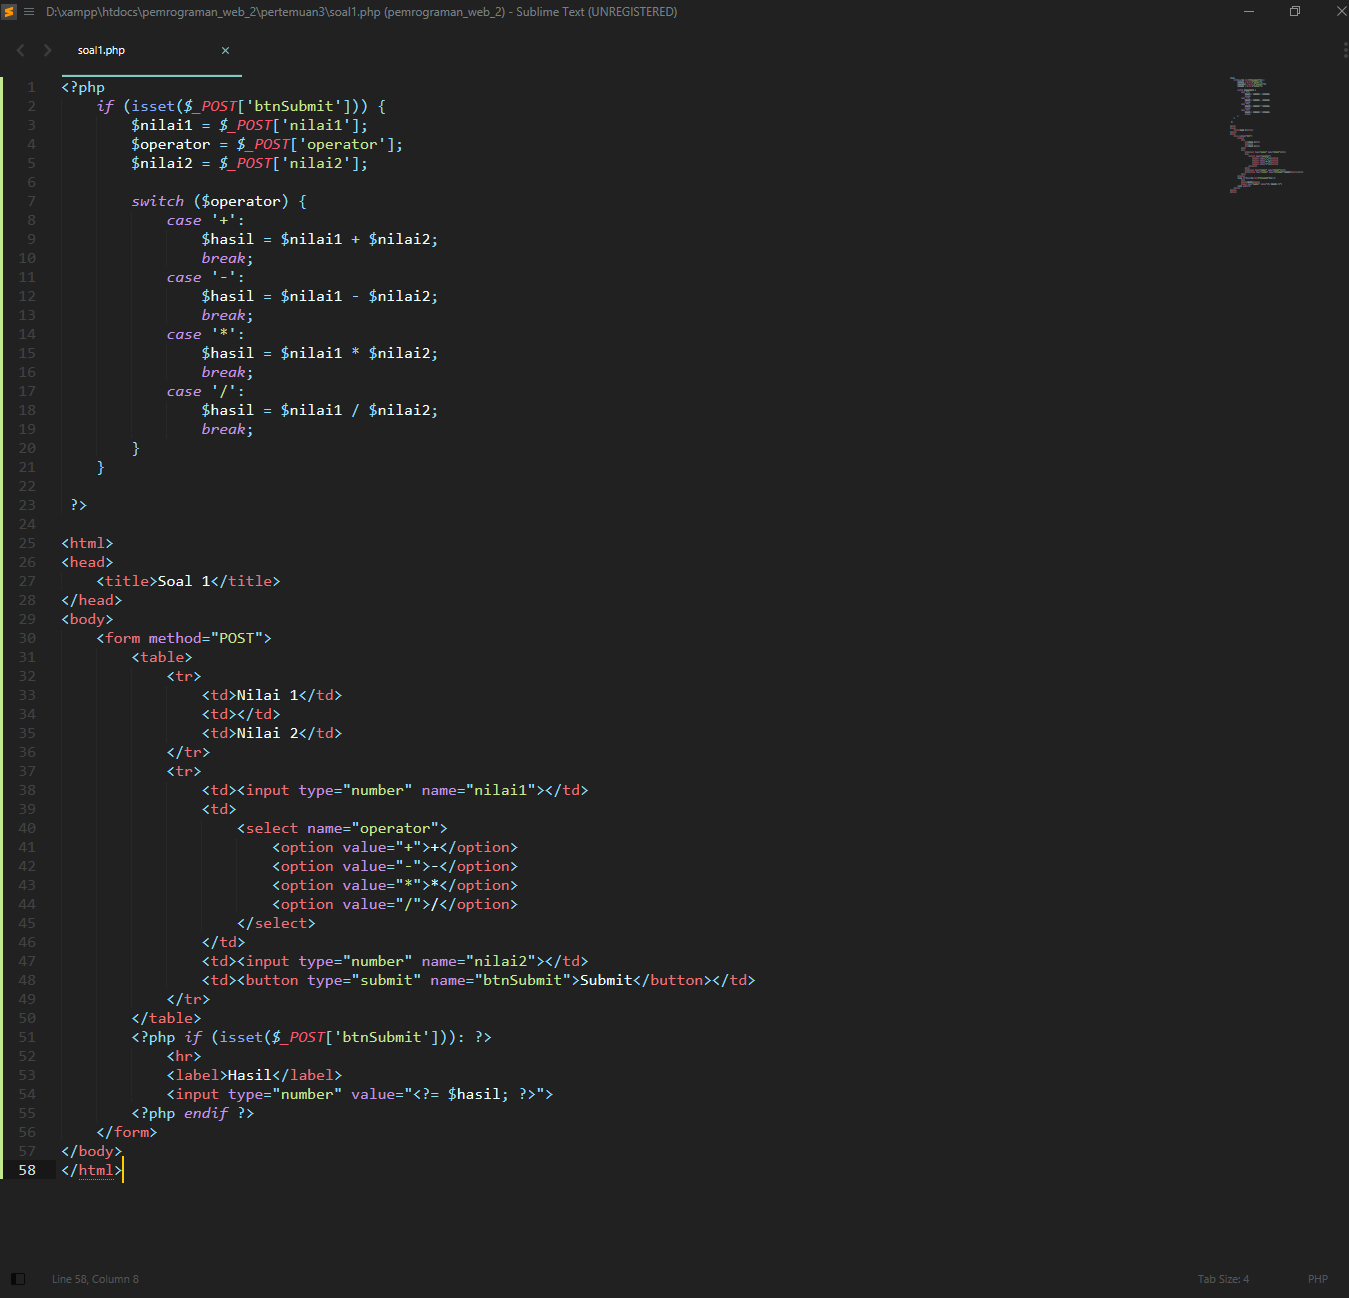 D:\xampp\htdocs\pemrograman_web_2\pertemuan3\soal1.php (pemrograman_web_2) - Sublime Text (UNREGISTERED)
soal1.php
1 <?php
2     if (isset($_POST['btnSubmit'])) {
3         $nilai1 = $_POST['nilai1'];
4         $operator = $_POST['operator'];
5         $nilai2 = $_POST['nilai2'];
6
7         switch ($operator) {
8             case '+':
9                 $hasil = $nilai1 + $nilai2;
10                 break;
11             case '-':
12                 $hasil = $nilai1 - $nilai2;
13                 break;
14             case '*':
15                 $hasil = $nilai1 * $nilai2;
16                 break;
17             case '/':
18                 $hasil = $nilai1 / $nilai2;
19                 break;
20         }
21     }
22
23  ?>
24
25 <html>
26 <head>
27     <title>Soal 1</title>
28 </head>
29 <body>
30     <form method="POST">
31         <table>
32             <tr>
33                 <td>Nilai 1</td>
34                 <td></td>
35                 <td>Nilai 2</td>
36             </tr>
37             <tr>
38                 <td><input type="number" name="nilai1"></td>
39                 <td>
40                     <select name="operator">
41                         <option value="+">+</option>
42                         <option value="-">-</option>
43                         <option value="*">*</option>
44                         <option value="/">/</option>
45                     </select>
46                 </td>
47                 <td><input type="number" name="nilai2"></td>
48                 <td><button type="submit" name="btnSubmit">Submit</button></td>
49             </tr>
50         </table>
51         <?php if (isset($_POST['btnSubmit'])): ?>
52             <hr>
53             <label>Hasil</label>
54             <input type="number" value="<?= $hasil; ?>">
55         <?php endif ?>
56     </form>
57 </body>
58 </html>
Line 58, Column 8
Tab Size: 4
PHP